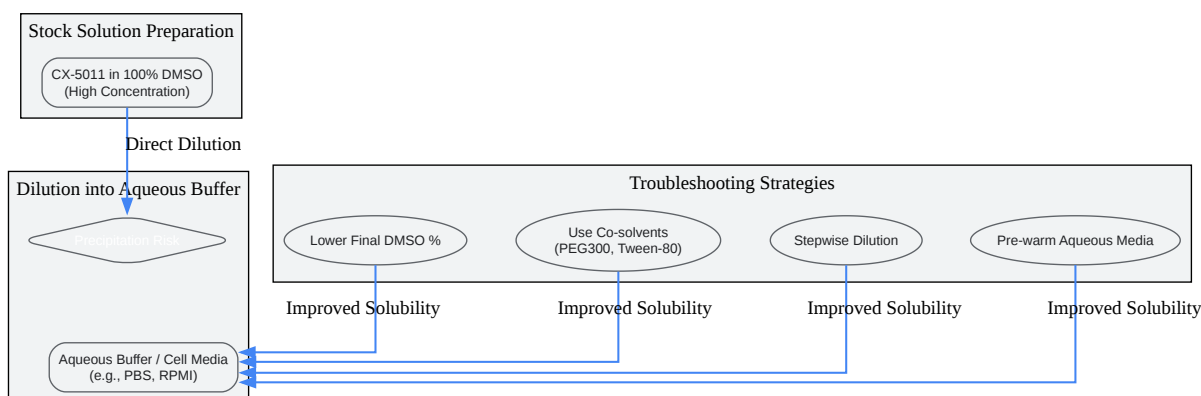 Stock Solution Preparation
CX-5011 in 100% DMSO
(High Concentration)
Direct Dilution
Dilution into Aqueous Buffer
Precipitation Risk
Aqueous Buffer / Cell Media
(e.g., PBS, RPMI)
Troubleshooting Strategies
Lower Final DMSO %
Use Co-solvents
(PEG300, Tween-80)
Stepwise Dilution
Pre-warm Aqueous Media
Improved Solubility
Improved Solubility
Improved Solubility
Improved Solubility